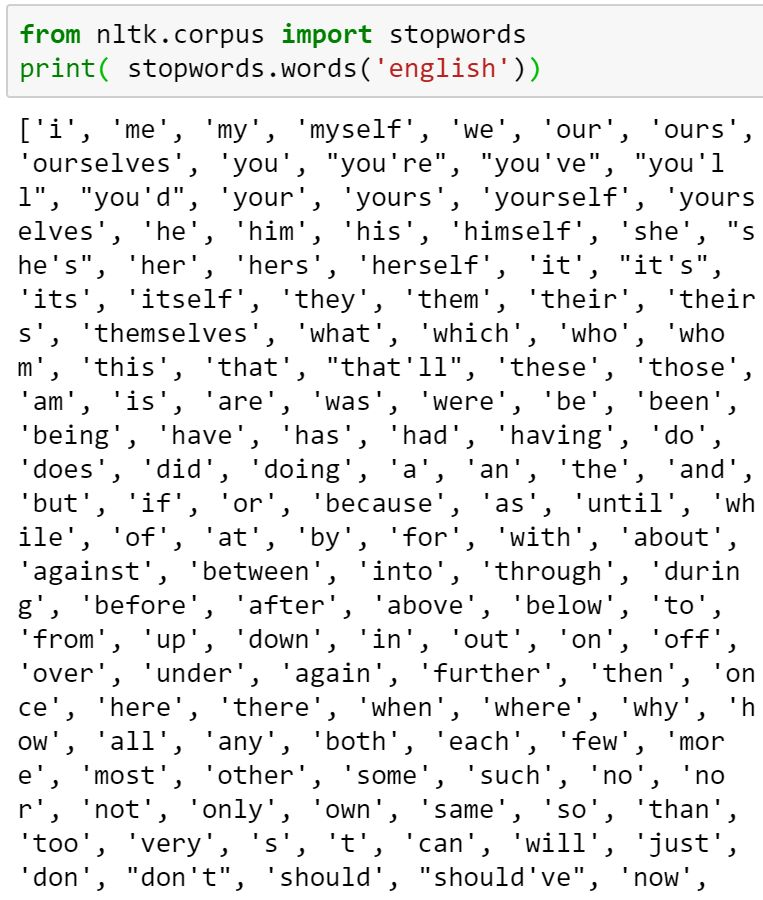 from nltk.corpus import stopwords
print( stopwords.words('english'))
['i', 'me', 'my', 'myself', 'we', 'our', 'ours',
'ourselves', 'you', "you're", "you've", "you'l
l", "you'd", 'your', 'yours', 'yourself', 'yours
elves', 'he', 'him', 'his', 'himself', 'she', "s
he's", 'her', 'hers', 'herself', 'it', "it's",
'its', 'itself', 'they', 'them', 'their', 'their
s', 'themselves', 'what', 'which', 'who', 'who
m', 'this', 'that', "that'll", 'these', 'those',
'am', 'is', 'are', 'was', 'were', 'be', 'been',
'being', 'have', 'has', 'had', 'having', 'do',
'does', 'did', 'doing', 'a', 'an', 'the', 'and',
'but', 'if', 'or', 'because', 'as', 'until', 'wh
ile', 'of', 'at', 'by', 'for', 'with', 'about',
'against', 'between', 'into', 'through', 'durin
g', 'before', 'after', 'above', 'below', 'to',
'from', 'up', 'down', 'in', 'out', 'on', 'off',
'over', 'under', 'again', 'further', 'then', 'on
ce', 'here', 'there', 'when', 'where', 'why', 'h
ow', 'all', 'any', 'both', 'each', 'few', 'mor
e', 'most', 'other', 'some', 'such', 'no', 'no
r', 'not', 'only', 'own', 'same', 'so', 'than',
'too', 'very', 's', 't', 'can', 'will', 'just',
'don', "don't", 'should', "should've", 'now',